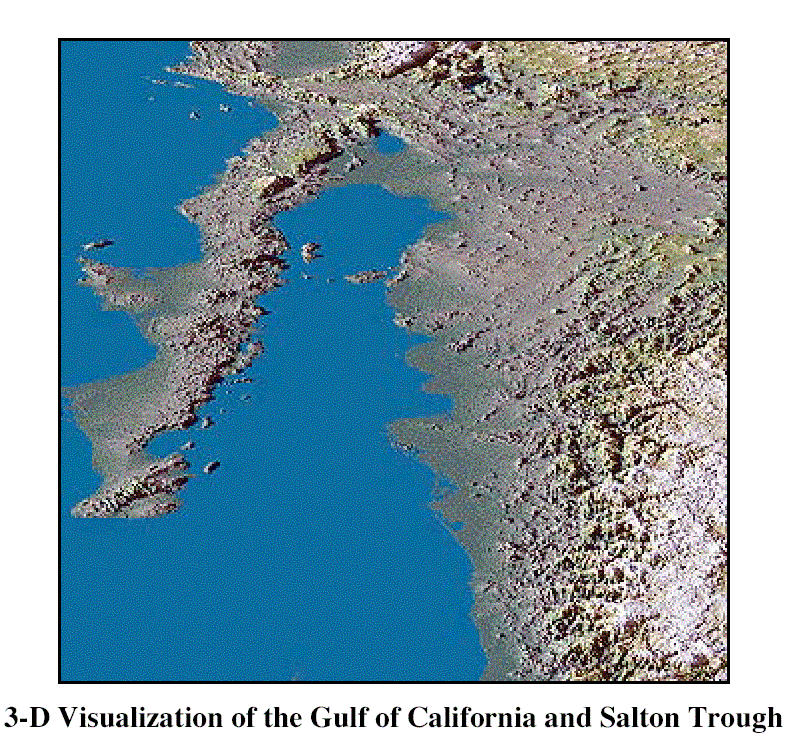 3-D Visualization of the Gulf of California and Salton Trough